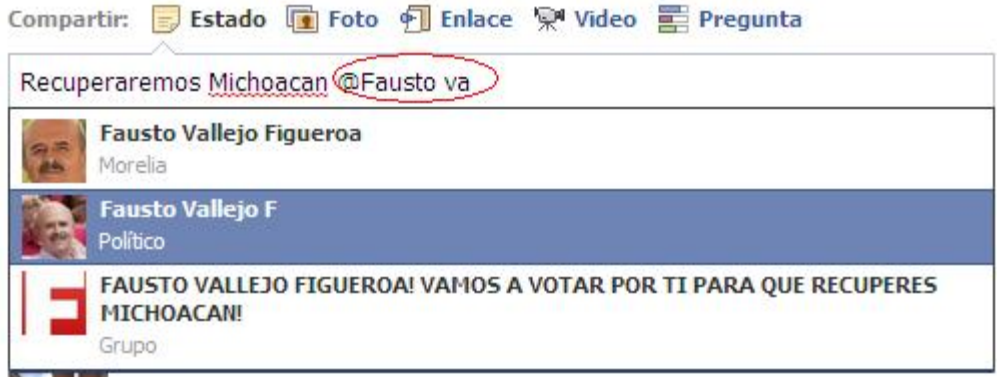 Compartir: Estado Foto Enlace Video Pregunta
Recuperaremos Michoacan @Fausto va
Fausto Vallejo Figueroa
Morelia
Fausto Vallejo F
Político
FAUSTO VALLEJO FIGUEROA! VAMOS A VOTAR POR TI PARA QUE RECUPERES
MICHOACAN!
Grupo